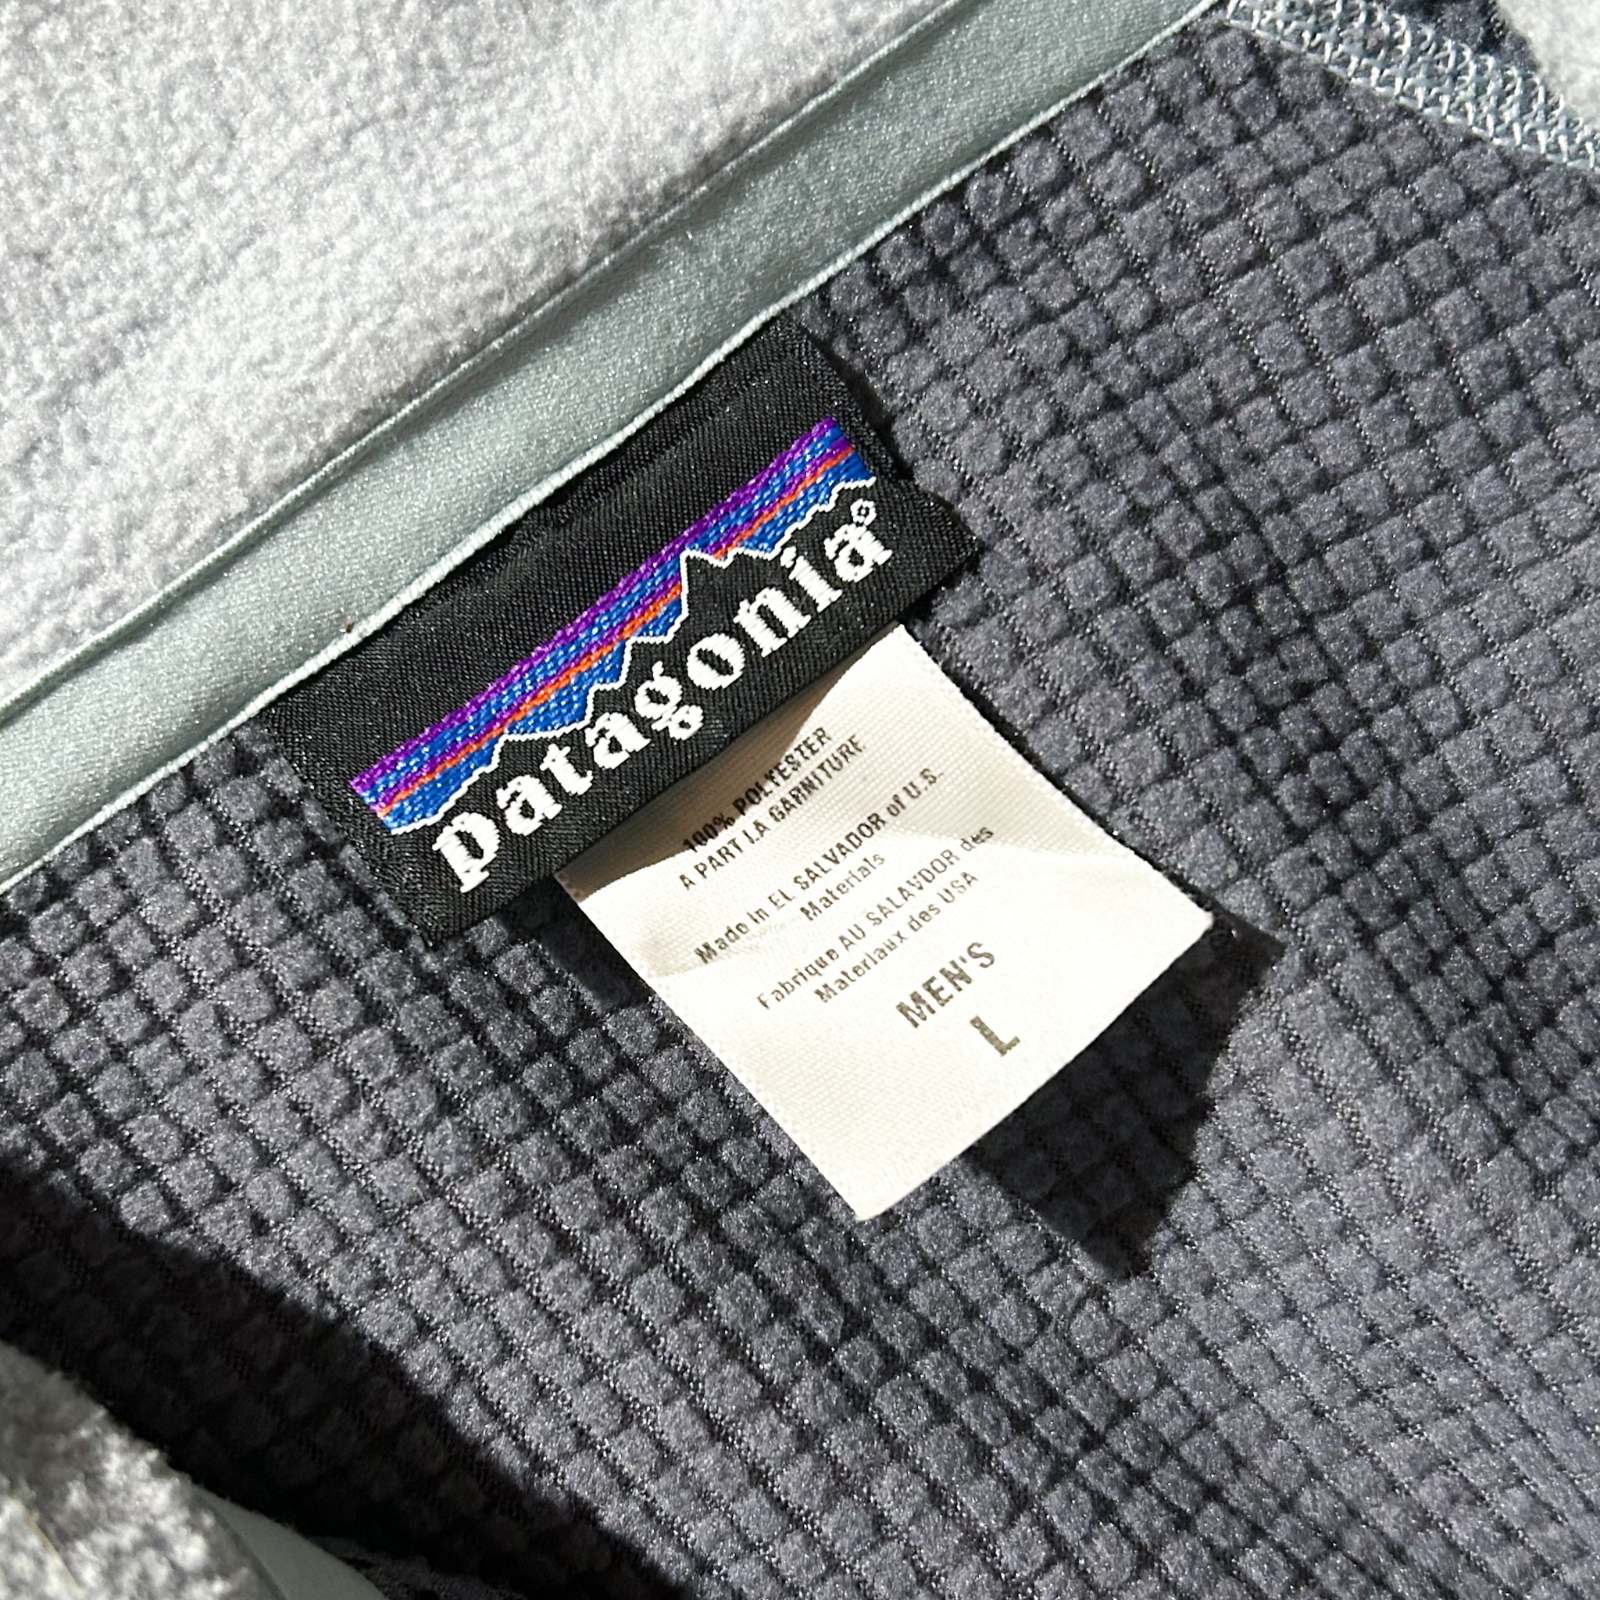 patagonia®
100% POLYESTER
A PART LA GARNITURE
Made in EL SALVADOR of U.S.
Materials
Fabrique AU SALAVDOR des
Materiaux des USA
MEN'S
L